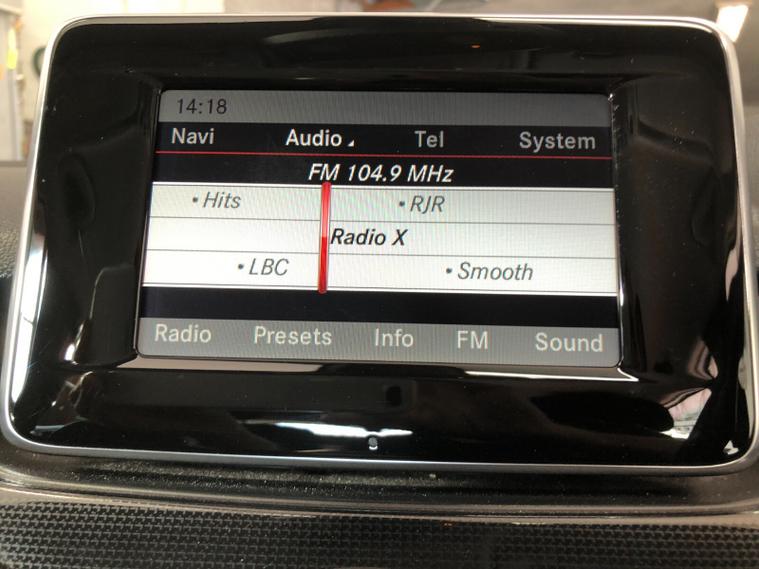 14:18
Navi Audio Tel System
FM 104.9 MHz
•Hits •RJR
Radio X
•LBC •Smooth
Radio Presets Info FM Sound